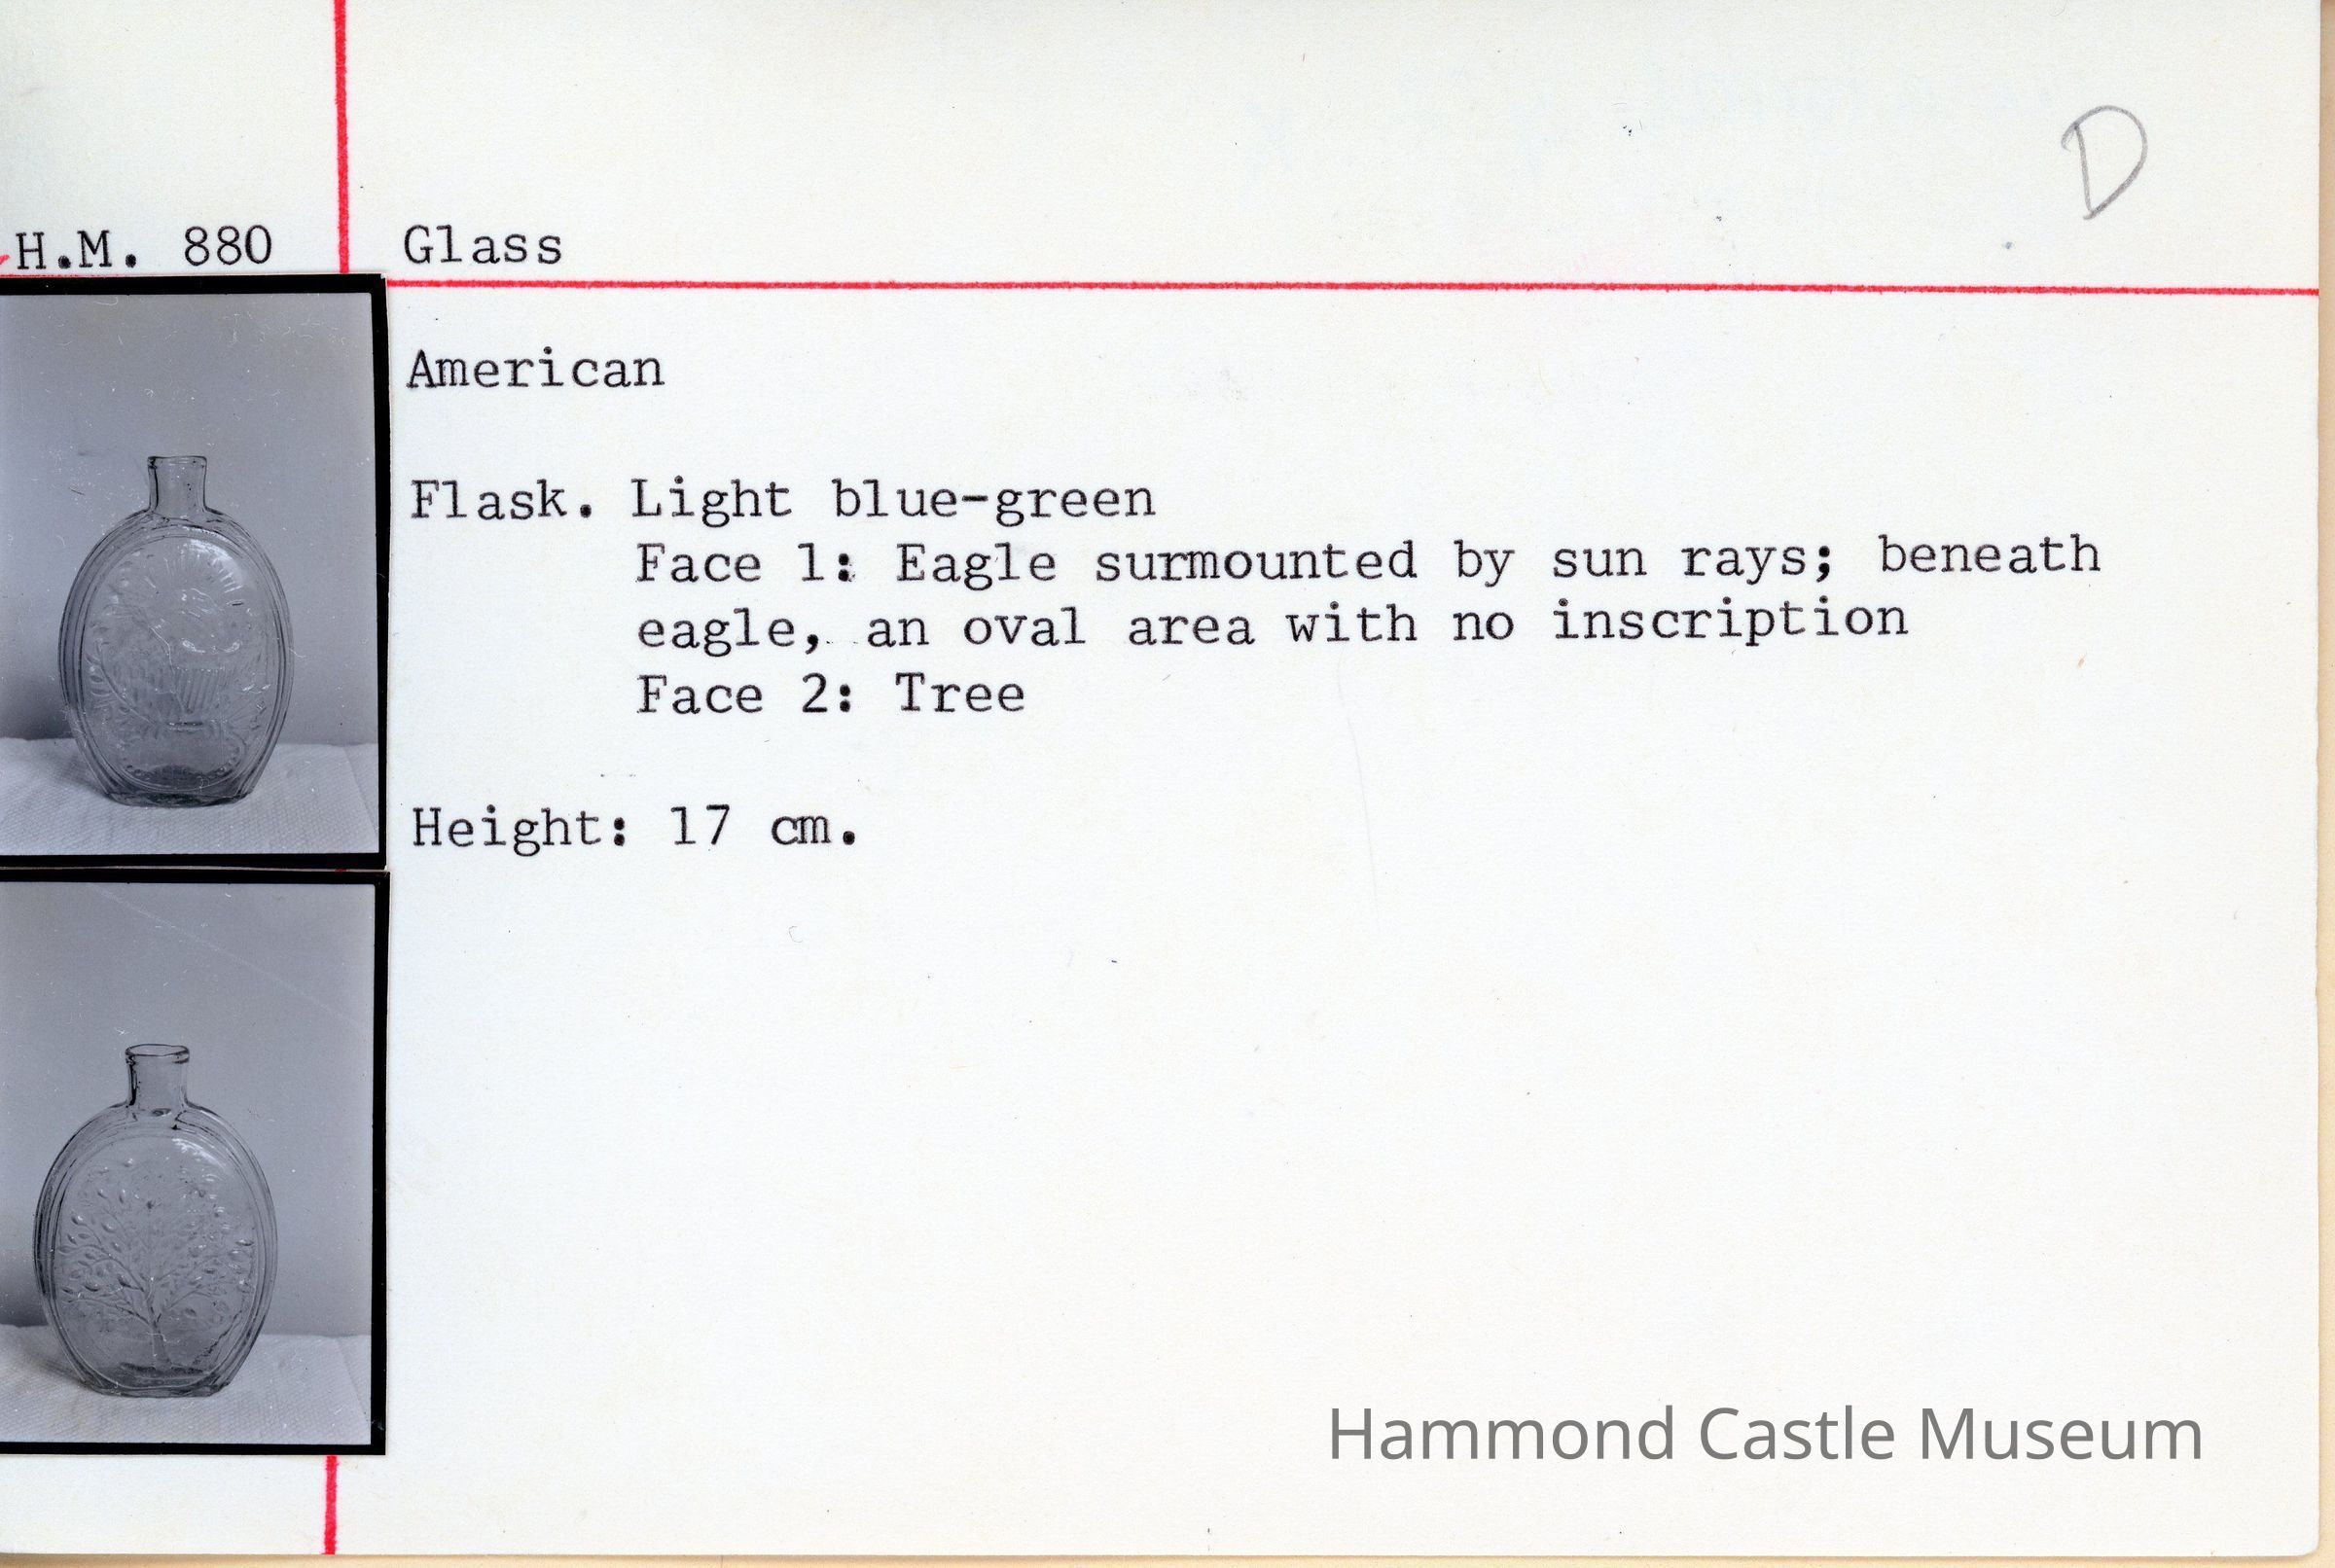 D
H.M. 880 Glass
American
Flask. Light blue-green
Face 1: Eagle surmounted by sun rays; beneath
eagle, an oval area with no inscription
Face 2: Tree
Height: 17 cm.
Hammond Castle Museum